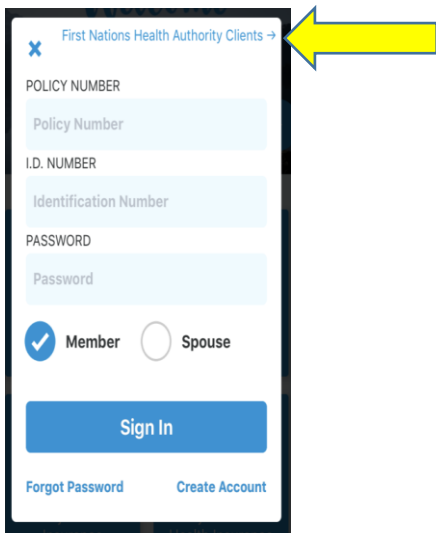 First Nations Health Authority Clients →
POLICY NUMBER
Policy Number
I.D. NUMBER
Identification Number
PASSWORD
Password
Member Spouse
Sign In
Forgot Password Create Account